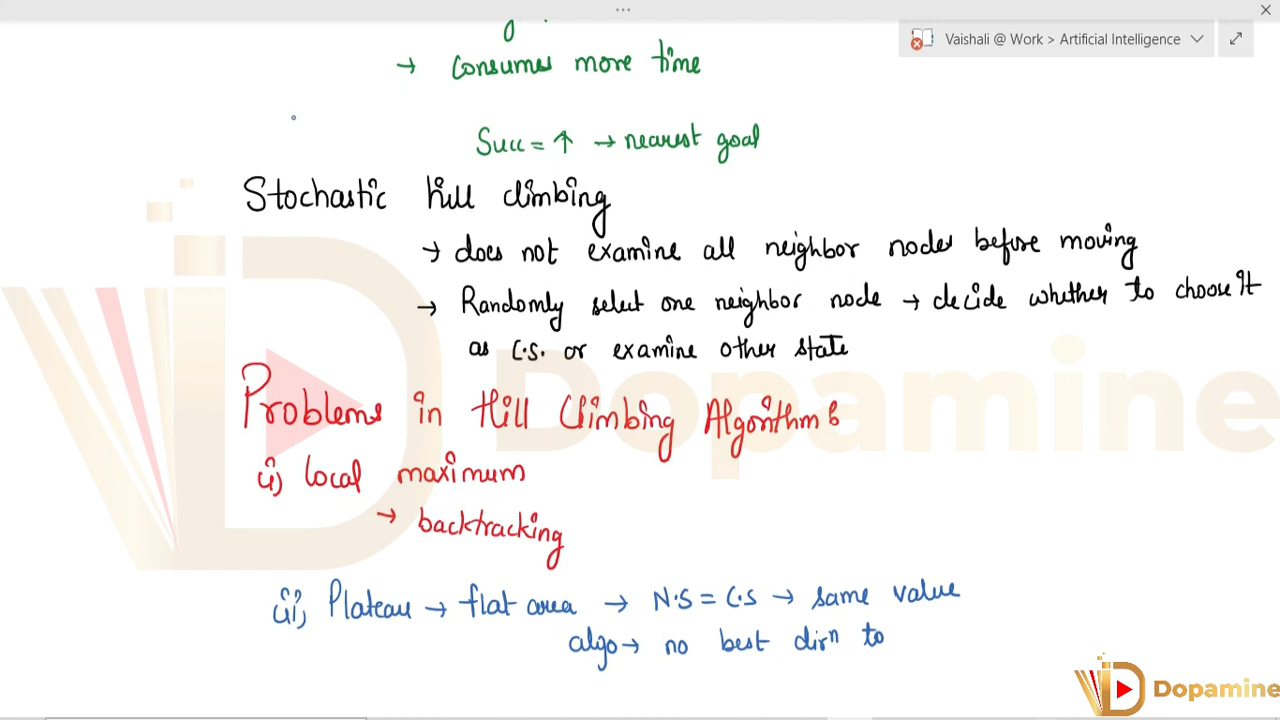 Vaishali @ Work > Artificial Intelligence
→ Consumes more time
Succ = ↑ → nearest goal
Stochastic hill climbing
→ does not examine all neighbor nodes before moving
→ Randomly select one neighbor node → decide whether to choose it
as C.S. or examine other state
Problems in Hill Climbing Algorithm
i) local maximum
→ backtracking
ii) Plateau → flat area → N.S = C.S → same value
algo → no best dirn to
Dopamine
Dopamine